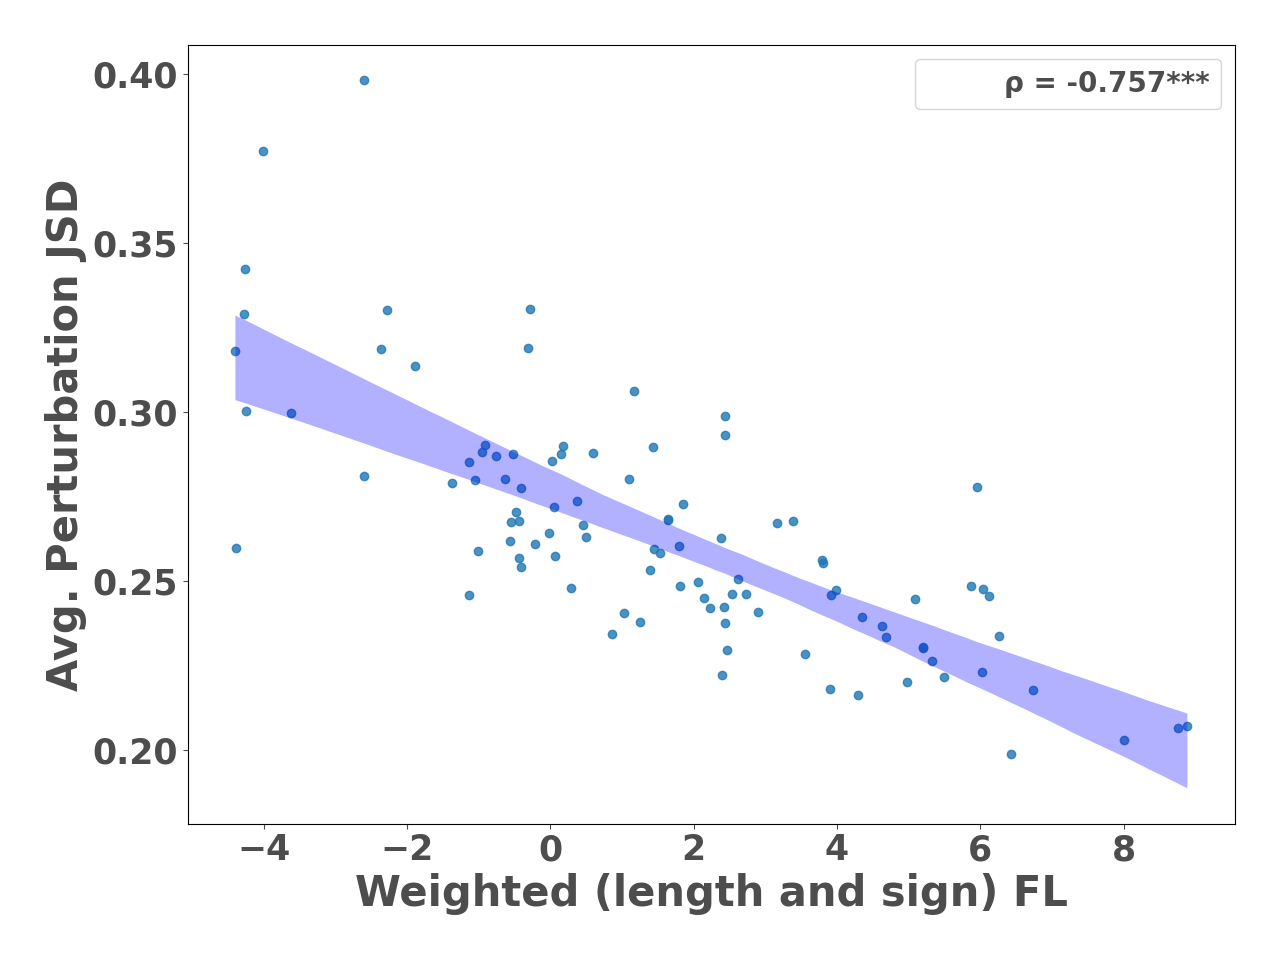 ρ = -0.757***
0.40
0.35
0.30
0.25
0.20
Avg. Perturbation JSD
−4 −2 0 2 4 6 8
Weighted (length and sign) FL